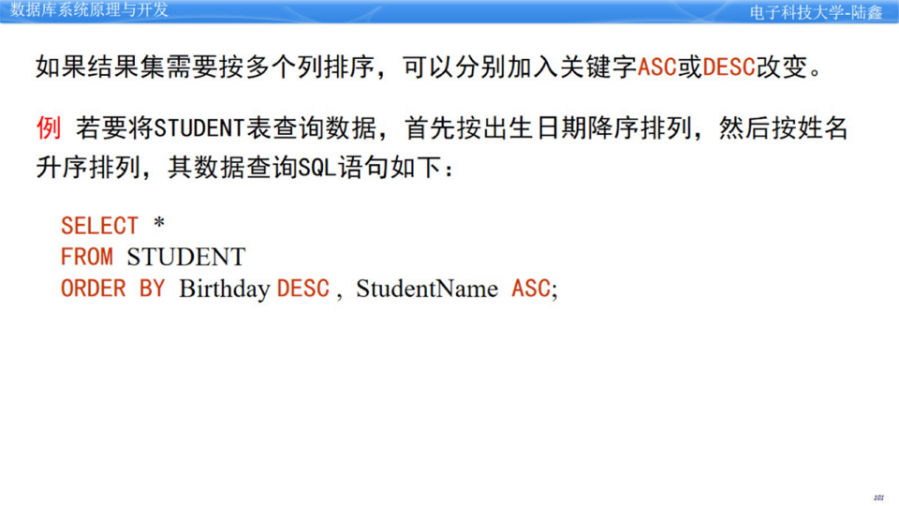 数据库系统原理与开发
电子科技大学-陆鑫
如果结果集需要按多个列排序，可以分别加入关键字ASC或DESC改变。
例 若要将STUDENT表查询数据，首先按出生日期降序排列，然后按姓名
升序排列，其数据查询SQL语句如下：
SELECT *
FROM STUDENT
ORDER BY Birthday DESC , StudentName ASC;